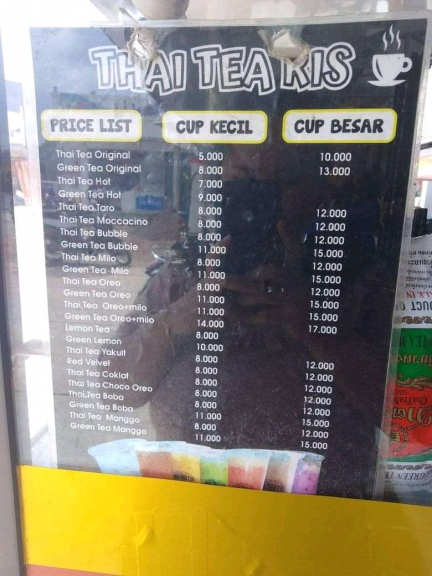 THAI TEA RIS
PRICE LIST CUP KECIL CUP BESAR
Thai Tea Original 5.000 10.000
Green Tea Original 8.000 13.000
Thai Tea Hot 7.000
Green Tea Hot 9.000
Thai Tea Taro 8.000 12.000
Thai Tea Moccacino 8.000 12.000
Thai Tea Bubble 8.000 12.000
Green Tea Bubble 11.000 15.000
Thai Tea Milo 8.000 12.000
Green Tea Milo 11.000 15.000
Thai Tea Oreo 8.000 12.000
Green Tea Oreo 11.000 15.000
Thai Tea Oreo+milo 11.000 15.000
Green Tea Oreo+milo 14.000 17.000
Lemon Tea 8.000
Green Lemon 10.000
Thai Tea Yakult 8.000 12.000
Red Velvet 8.000 12.000
Thai Tea Coklat 8.000 12.000
Thai Tea Choco Oreo 8.000 12.000
Thai Tea Boba 8.000 12.000
Green Tea Boba 11.000 15.000
Thai Tea Manggo 8.000 12.000
Green Tea Manggo 11.000 15.000